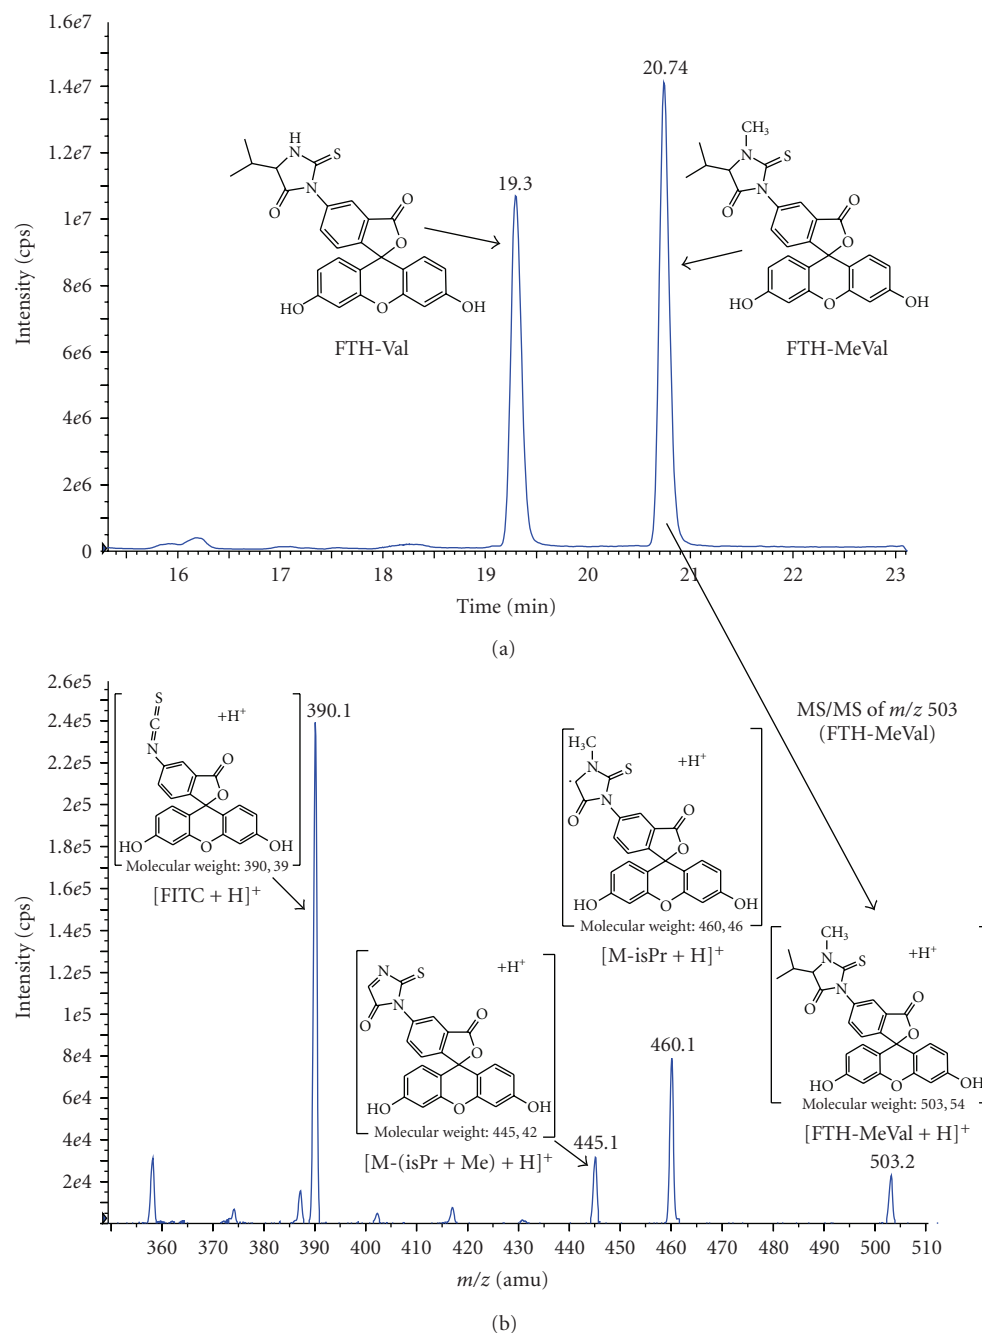 1.6e7
1.4e7
1.2e7
1e7
8e6
6e6
4e6
2e6
0
Intensity (cps)
20.74
19.3
H
N
S
N
O
O
O
HO
O
OH
FTH-Val
CH₃
N
S
N
O
O
O
HO
O
OH
FTH-MeVal
16
17
18
19
20
21
22
23
Time (min)
(a)
2.6e5
2.4e5
2.2e5
2e5
1.8e5
1.6e5
1.4e5
1.2e5
1e5
8e4
6e4
4e4
2e4
Intensity (cps)
S
C
N
+H⁺
O
O
HO
O
OH
Molecular weight: 390,39
[FITC + H]⁺
390.1
MS/MS of m/z 503
(FTH-MeVal)
H₃C
N
S
+H⁺
N
O
O
O
HO
O
OH
Molecular weight: 460,46
[M-isPr + H]⁺
N
S
+H⁺
N
O
O
O
HO
O
OH
Molecular weight: 445,42
[M-(isPr + Me) + H]⁺
445.1
460.1
CH₃
N
S
+H⁺
N
O
O
O
HO
O
OH
Molecular weight: 503,54
[FTH-MeVal + H]⁺
503.2
360
370
380
390
400
410
420
430
440
450
460
470
480
490
500
510
m/z (amu)
(b)